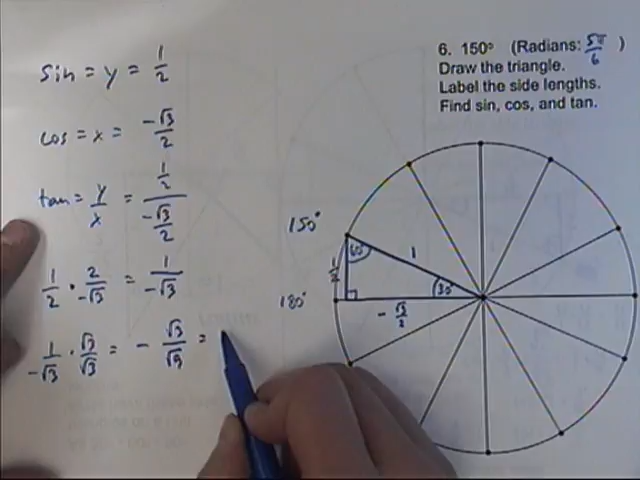 sin = y = 1/2
cos = x = -√3/2
tan = y/x = (1/2)/(-√3/2)
1/2 · 2/-√3 = 1/-√3
1/-√3 · √3/√3 = - √3/√9 =
6. 150° (Radians: 5π/6 )
Draw the triangle.
Label the side lengths.
Find sin, cos, and tan.
150°
60°
1
1/2
30°
180°
- √3/2